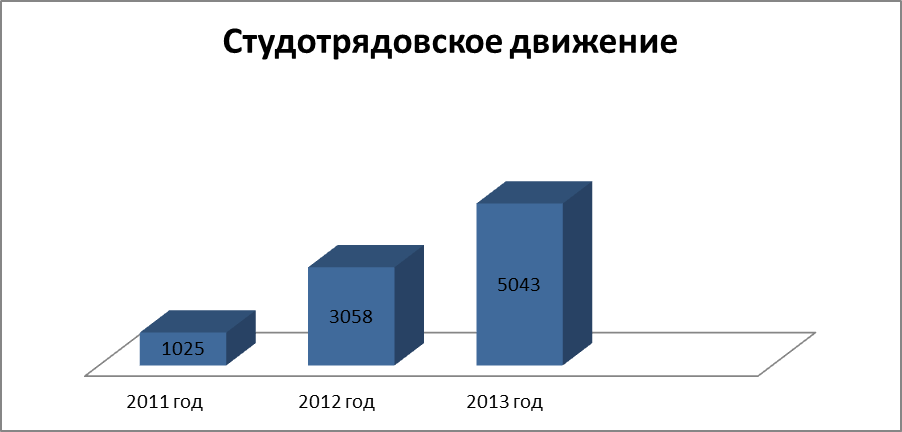 Студотрядовское движение
5043
3058
1025
2011 год
2012 год
2013 год